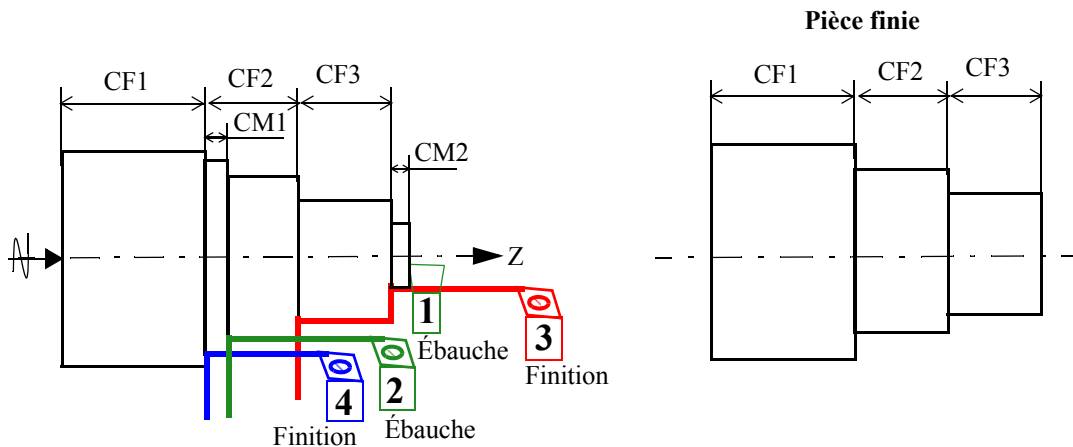 Pièce finie
CF1 CF2 CF3
CM1
CM2
Z
1
Ébauche
3
Finition
2
Ébauche
4
Finition
CF1 CF2 CF3